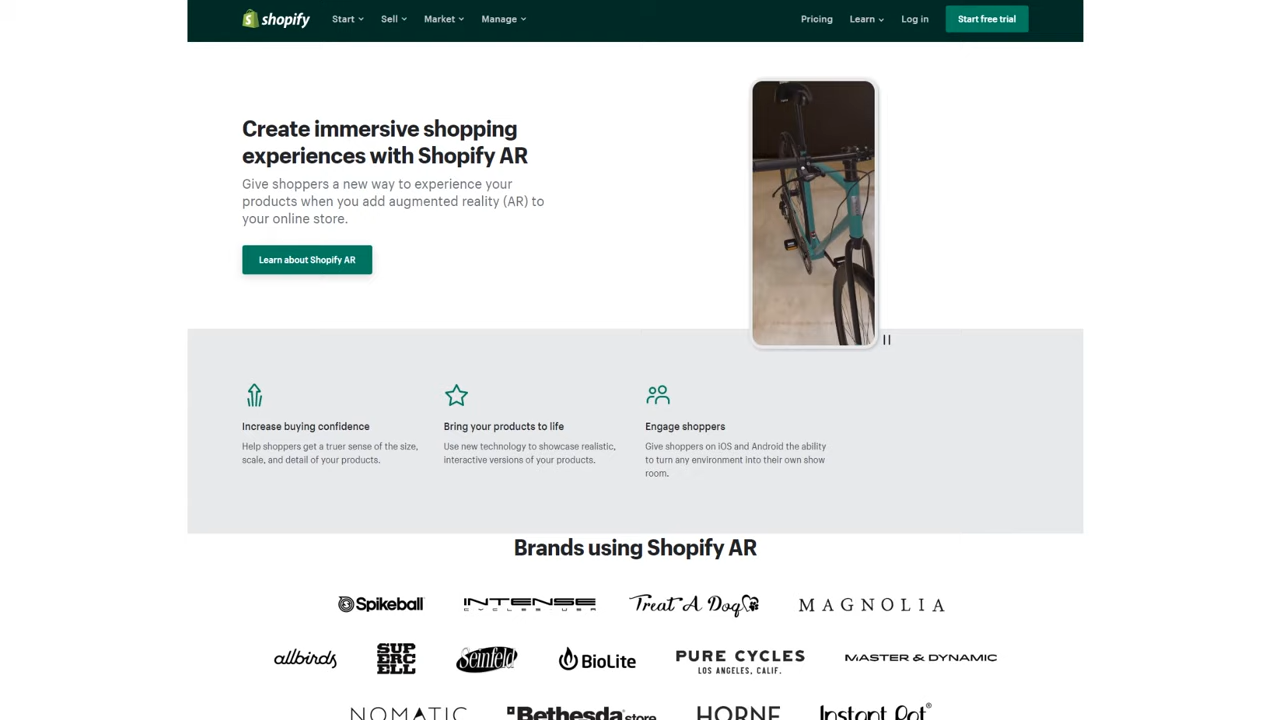 shopify Start Sell Market Manage Pricing Learn Log in Start free trial
Create immersive shopping
experiences with Shopify AR
Give shoppers a new way to experience your
products when you add augmented reality (AR) to
your online store.
Learn about Shopify AR
Increase buying confidence
Help shoppers get a truer sense of the size,
scale, and detail of your products.
Bring your products to life
Use new technology to showcase realistic,
interactive versions of your products.
Engage shoppers
Give shoppers on iOS and Android the ability
to turn any environment into their own show
room.
Brands using Shopify AR
Spikeball INTENSE CYCLES USA Treat A Dog MAGNOLIA
allbirds SUPERCELL Seinfeld BioLite PURE CYCLES MASTER & DYNAMIC
LOS ANGELES, CALIF.
NOMATIC Bethesda store HORNE Instant Pot®